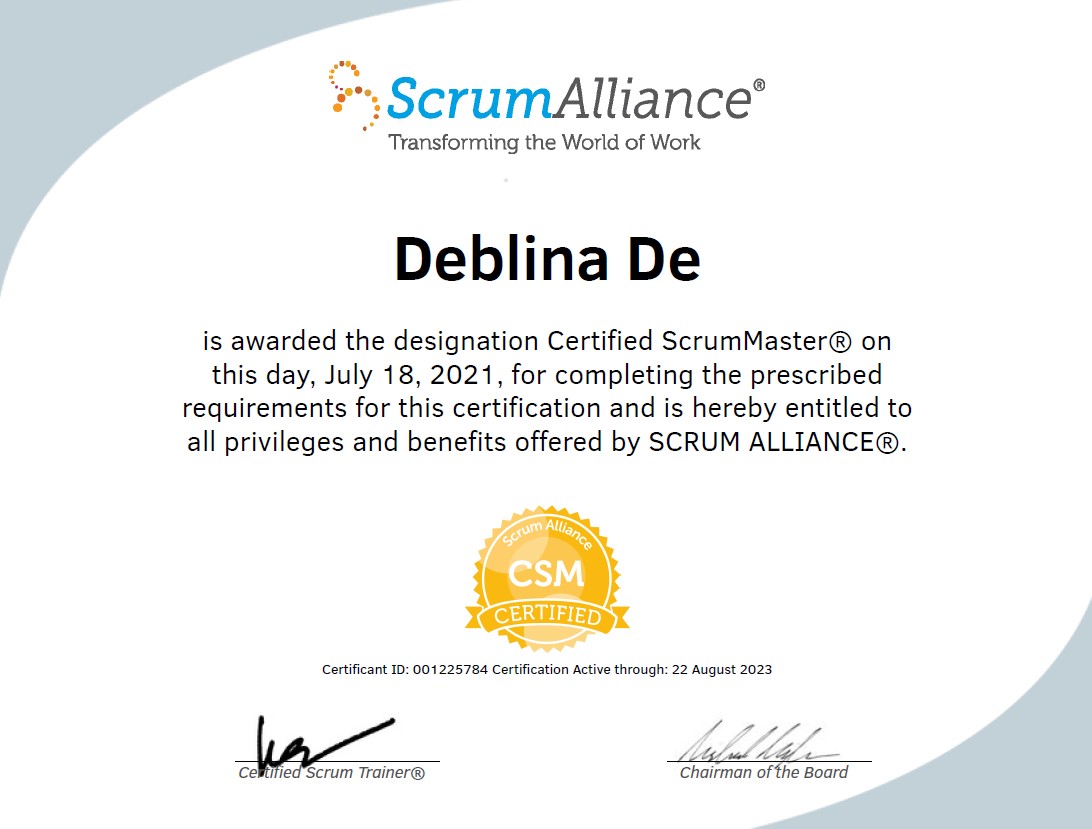 ScrumAlliance®
Transforming the World of Work
Deblina De
is awarded the designation Certified ScrumMaster® on
this day, July 18, 2021, for completing the prescribed
requirements for this certification and is hereby entitled to
all privileges and benefits offered by SCRUM ALLIANCE®.
Scrum Alliance
CSM
CERTIFIED
Certificant ID: 001225784 Certification Active through: 22 August 2023
Certified Scrum Trainer®
Chairman of the Board